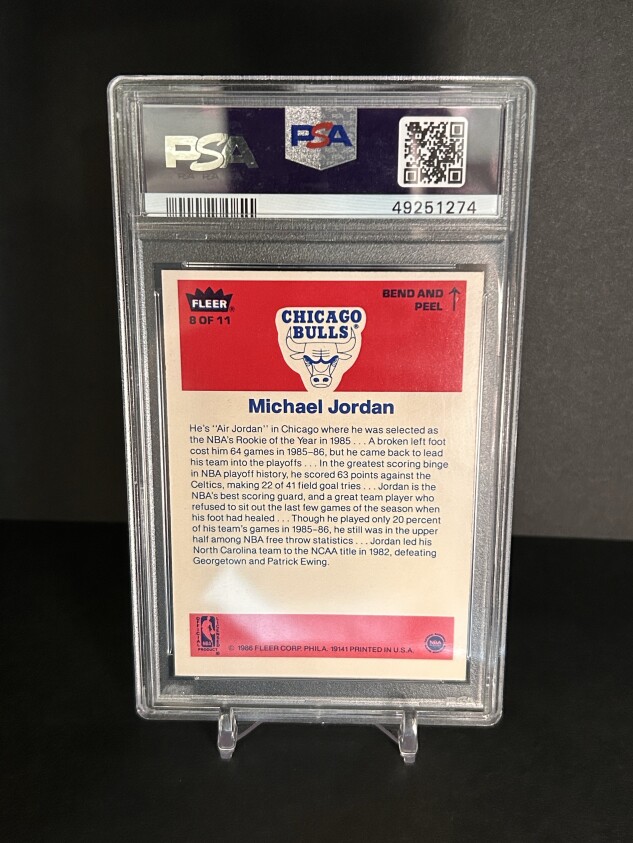 PSA
PSA
49251274
FLEER®
8 OF 11
BEND AND
PEEL
CHICAGO
BULLS®
Michael Jordan
He's "Air Jordan" in Chicago where he was selected as
the NBA's Rookie of the Year in 1985 . . . A broken left foot
cost him 64 games in 1985–86, but he came back to lead
his team into the playoffs . . . In the greatest scoring binge
in NBA playoff history, he scored 63 points against the
Celtics, making 22 of 41 field goal tries . . . Jordan is the
NBA's best scoring guard, and a great team player who
refused to sit out the last few games of the season when
his foot had healed . . . Though he played only 20 percent
of his team's games in 1985–86, he still was in the upper
half among NBA free throw statistics . . . Jordan led his
North Carolina team to the NCAA title in 1982, defeating
Georgetown and Patrick Ewing.
NBA
PRODUCT
© 1986 FLEER CORP. PHILA. 19141 PRINTED IN U.S.A.
NBA